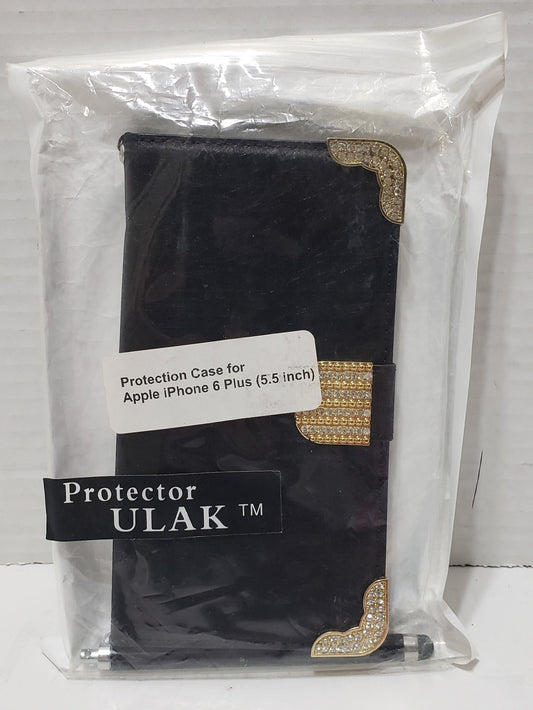 Protection Case for
Apple iPhone 6 Plus (5.5 inch)
Protector
ULAK TM